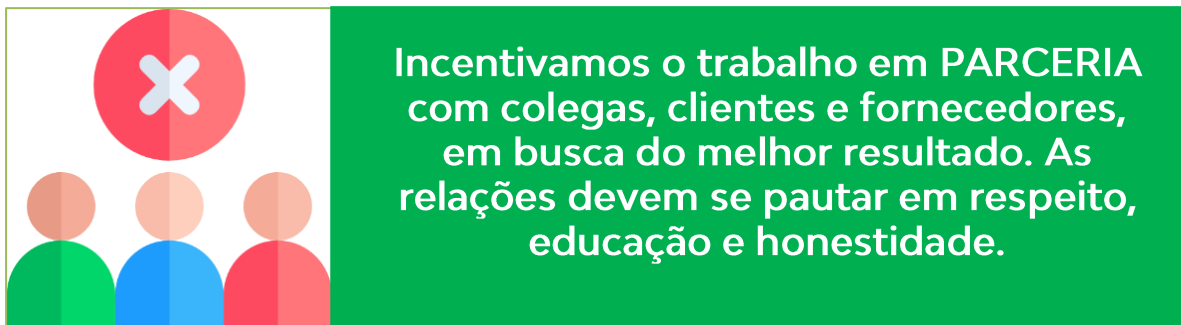 Incentivamos o trabalho em PARCERIA
com colegas, clientes e fornecedores,
em busca do melhor resultado. As
relações devem se pautar em respeito,
educação e honestidade.